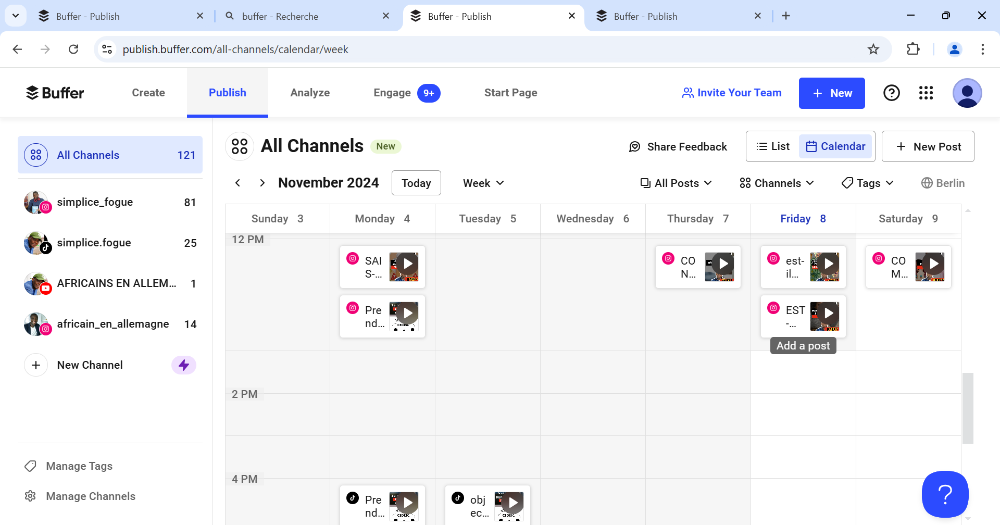 Buffer - Publish
buffer - Recherche
Buffer - Publish
Buffer - Publish
publish.buffer.com/all-channels/calendar/week
Buffer
Create
Publish
Analyze
Engage 9+
Start Page
Invite Your Team
+ New
All Channels 121
simplice_fogue 81
simplice.fogue 25
AFRICAINS EN ALLEM... 1
africain_en_allemagne 14
New Channel
Manage Tags
Manage Channels
All Channels New
Share Feedback
List
Calendar
+ New Post
November 2024
Today
Week
All Posts
Channels
Tags
Berlin
Sunday 3
Monday 4
Tuesday 5
Wednesday 6
Thursday 7
Friday 8
Saturday 9
12 PM
SAI
S-...
CO
N...
est-
il...
CO
M...
Pre
nd...
EST
-...
Add a post
2 PM
4 PM
Pre
nd...
CEDRIC
obj
ec...
CEDRIC